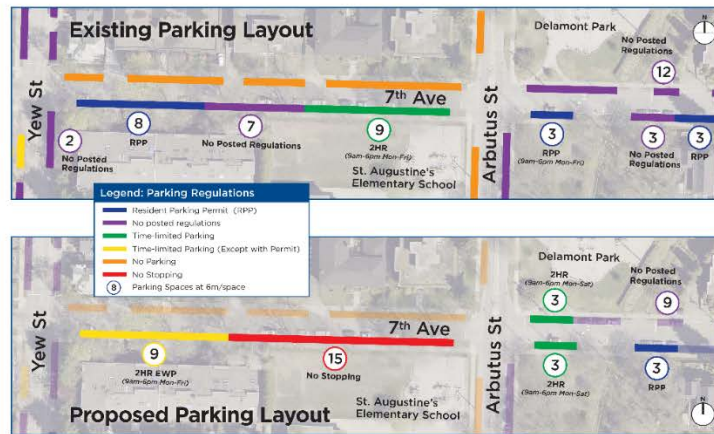 Existing Parking Layout
Delamont Park
N
No Posted
Regulations
12
Yew St
7th Ave
Arbutus St
2
No Posted
Regulations
8
RPP
7
No Posted Regulations
9
2HR
(9am-6pm Mon-Fri)
St. Augustine's
Elementary School
3
RPP
(9am-6pm Mon-Fri)
3
No Posted
Regulations
3
RPP
Legend: Parking Regulations
Resident Parking Permit (RPP)
No posted regulations
Time-limited Parking
Time-limited Parking (Except with Permit)
No Parking
No Stopping
8 Parking Spaces at 6m/space
Delamont Park
2HR
(9am-6pm Mon-Sat)
3
No Posted
Regulations
9
Yew St
7th Ave
Arbutus St
9
2HR EWP
(9am-6pm Mon-Fri)
15
No Stopping
3
2HR
(9am-6pm Mon-Sat)
3
RPP
St. Augustine's
Elementary School
Proposed Parking Layout
N